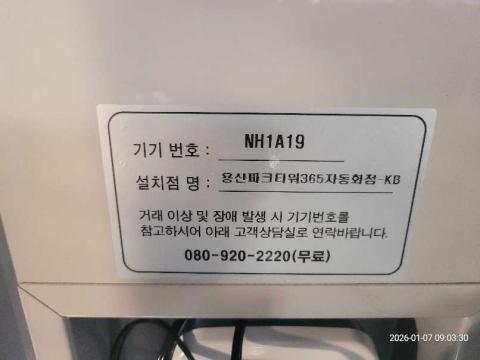 기기 번호 : NH1A19
설치점 명 : 용산파크타워365자동화점-KB
거래 이상 및 장애 발생 시 기기번호를
참고하시어 아래 고객상담실로 연락바랍니다.
080-920-2220(무료)
2026-01-07 09:03:30